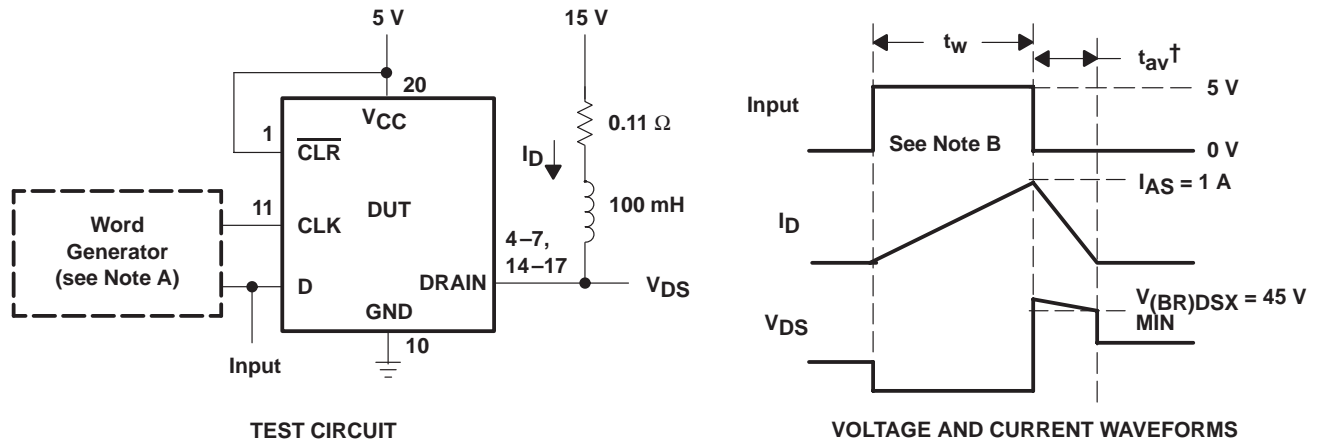 5 V
15 V
20
VCC
1
CLR
0.11 Ω
ID
Word
Generator
(see Note A)
11
CLK
DUT
100 mH
4–7,
14–17
D
DRAIN
VDS
GND
10
Input
TEST CIRCUIT
tw
tav†
Input
5 V
See Note B
0 V
IAS = 1 A
ID
V(BR)DSX = 45 V
MIN
VDS
VOLTAGE AND CURRENT WAVEFORMS